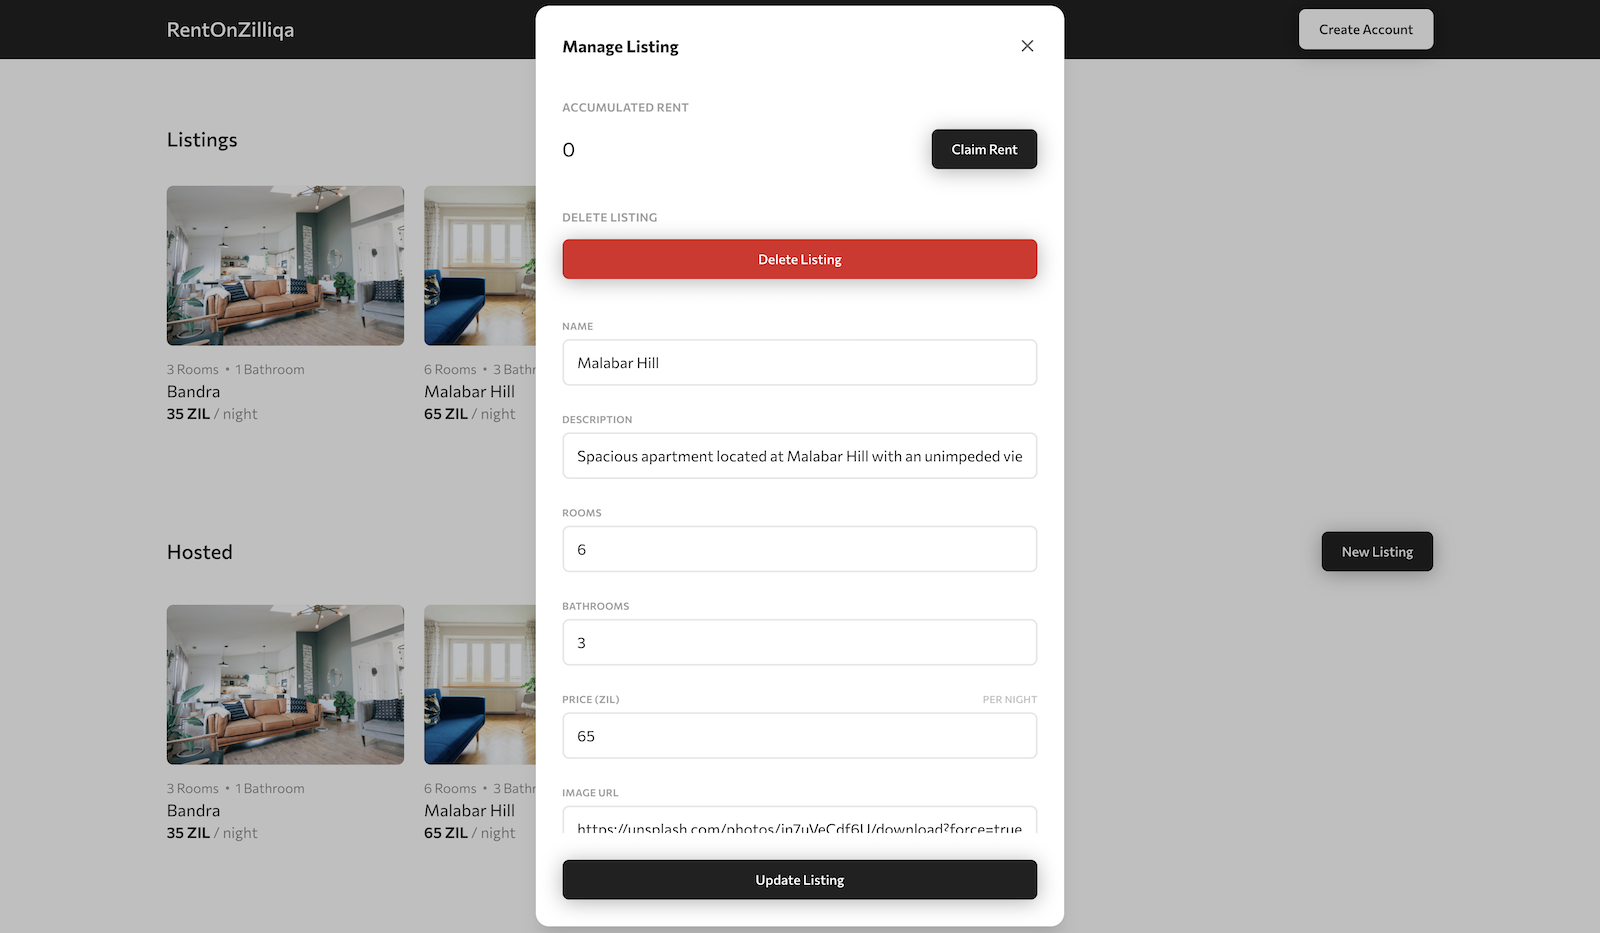 RentOnZilliqa
Create Account
Listings
3 Rooms • 1 Bathroom
Bandra
35 ZIL / night
6 Rooms • 3 Bathr
Malabar Hill
65 ZIL / night
Hosted
New Listing
3 Rooms • 1 Bathroom
Bandra
35 ZIL / night
6 Rooms • 3 Bathr
Malabar Hill
65 ZIL / night
Manage Listing
ACCUMULATED RENT
0
Claim Rent
DELETE LISTING
Delete Listing
NAME
Malabar Hill
DESCRIPTION
Spacious apartment located at Malabar Hill with an unimpeded vie
ROOMS
6
BATHROOMS
3
PRICE (ZIL)
PER NIGHT
65
IMAGE URL
https://unsplash.com/photos/in7uVeCdf6U/download?force=true
Update Listing